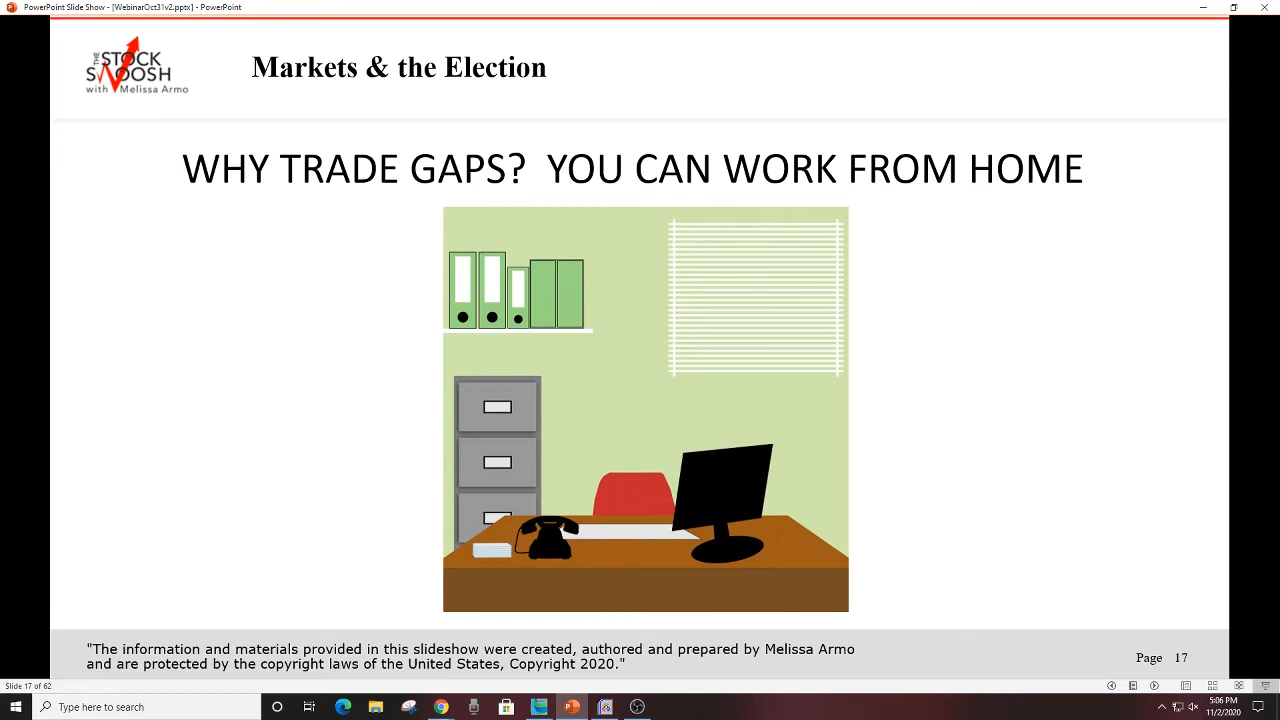 PowerPoint Slide Show - [WebinarOct31v2.pptx] - PowerPoint
THE STOCK
SWOOSH
with Melissa Armo
Markets & the Election
WHY TRADE GAPS? YOU CAN WORK FROM HOME
"The information and materials provided in this slideshow were created, authored and prepared by Melissa Armo
and are protected by the copyright laws of the United States, Copyright 2020."
Page 17
Slide 17 of 62
Type here to search
5:06 PM
11/2/2020